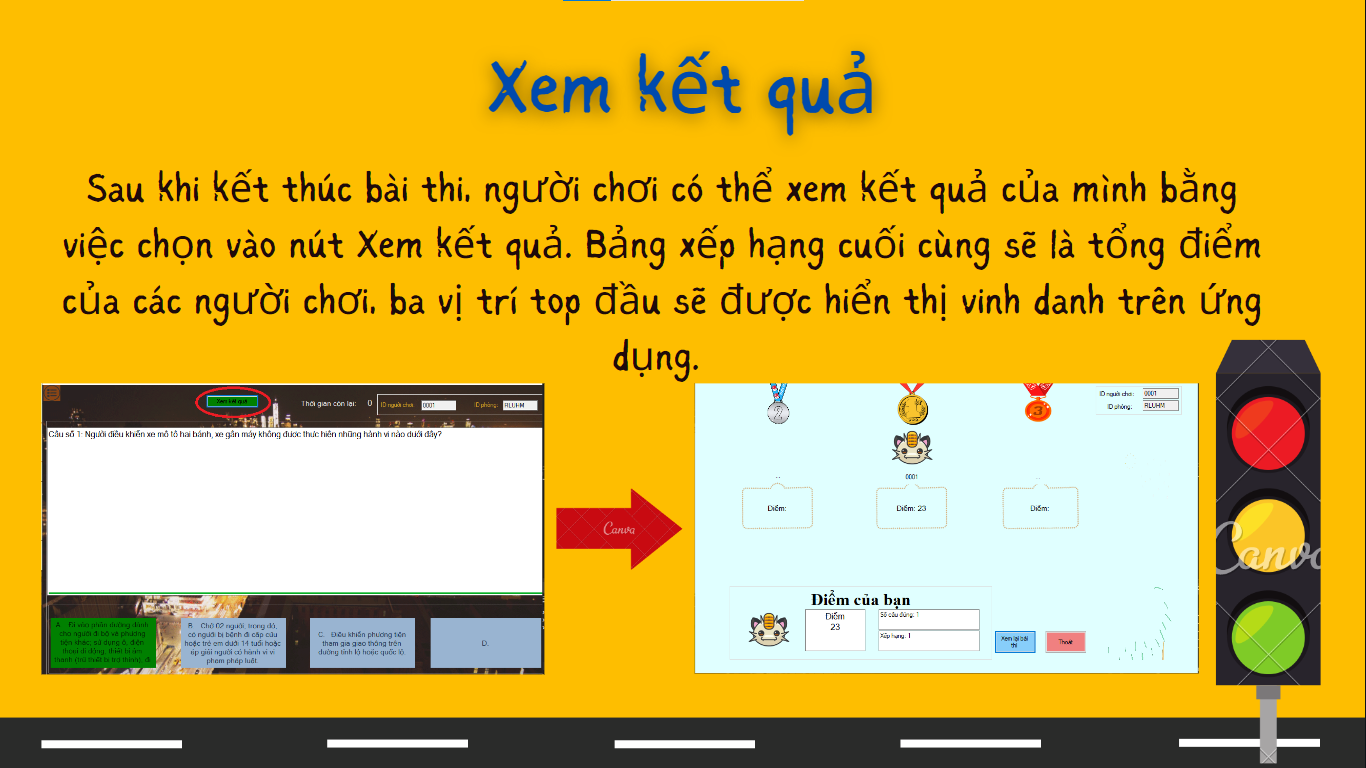 Xem kết quả
Sau khi kết thúc bài thi, người chơi có thể xem kết quả của mình bằng
việc chọn vào nút Xem kết quả. Bảng xếp hạng cuối cùng sẽ là tổng điểm
của các người chơi, ba vị trí top đầu sẽ được hiển thị vinh danh trên ứng
dụng.
Xem kết quả
Thời gian còn lại: 0
ID người chơi: 0001
ID phòng: RLUHM
Câu số 1: Người điều khiển xe mô tô hai bánh, xe gắn máy không được thực hiện những hành vi nào dưới đây?
A. Đi vào phần đường dành
cho người đi bộ và phương
tiện khác; sử dụng ô, điện
thoại di động, thiết bị âm
thanh (trừ thiết bị trợ thính), đi
B. Chở 02 người; trong đó,
có người bị bệnh đi cấp cứu
hoặc trẻ em dưới 14 tuổi hoặc
áp giải người có hành vi vi
phạm pháp luật
C. Điều khiển phương tiện
tham gia giao thông trên
đường tỉnh lộ hoặc quốc lộ
D.
Canva
2
3
ID người chơi: 0001
ID phòng: RLUHM
0001
Điểm:
Điểm: 23
Điểm:
Điểm của bạn
Điểm
23
Số câu đúng: 1
Xếp hạng: 1
Xem lại bài
thi
Thoát
Canva